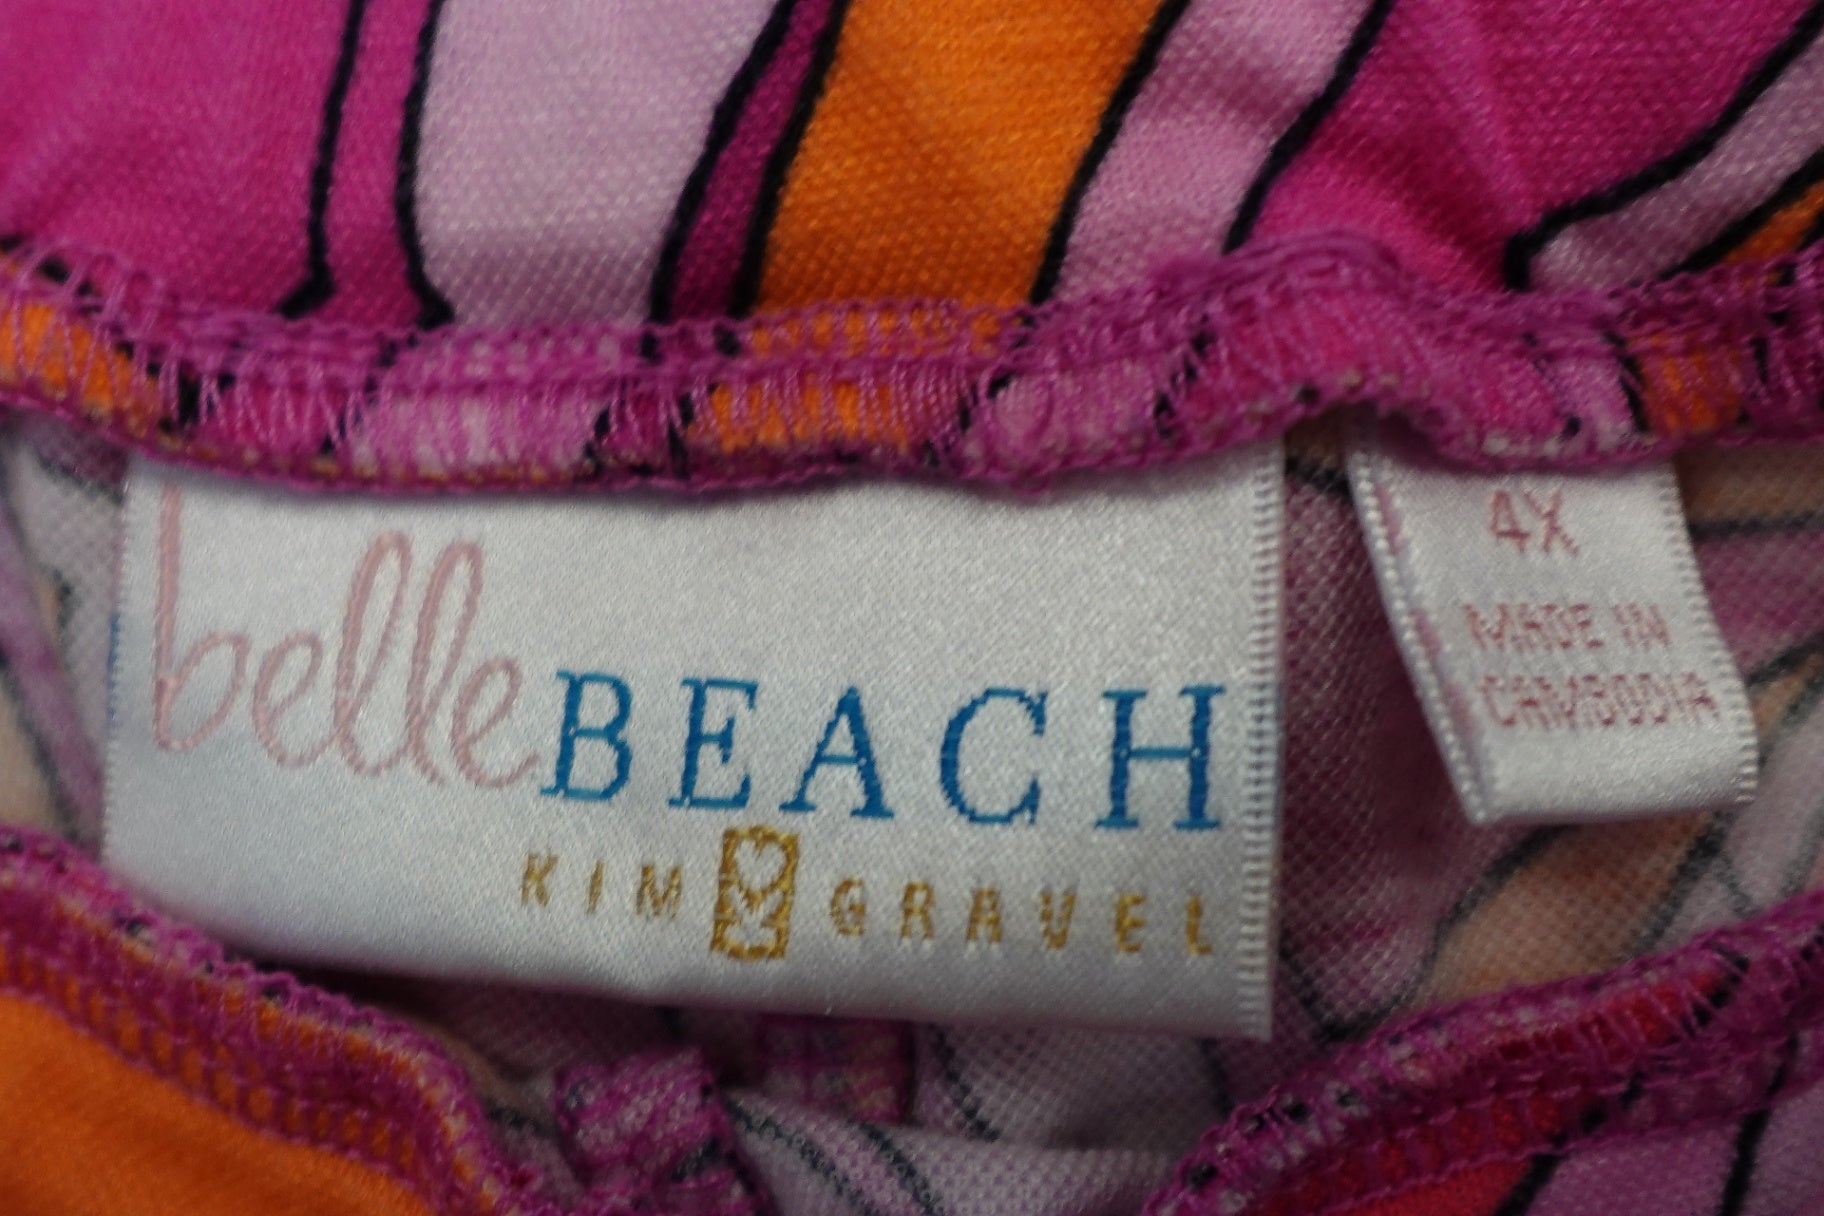 belle BEACH
KIM GRAVEL
4X
MADE IN
CAMBODIA